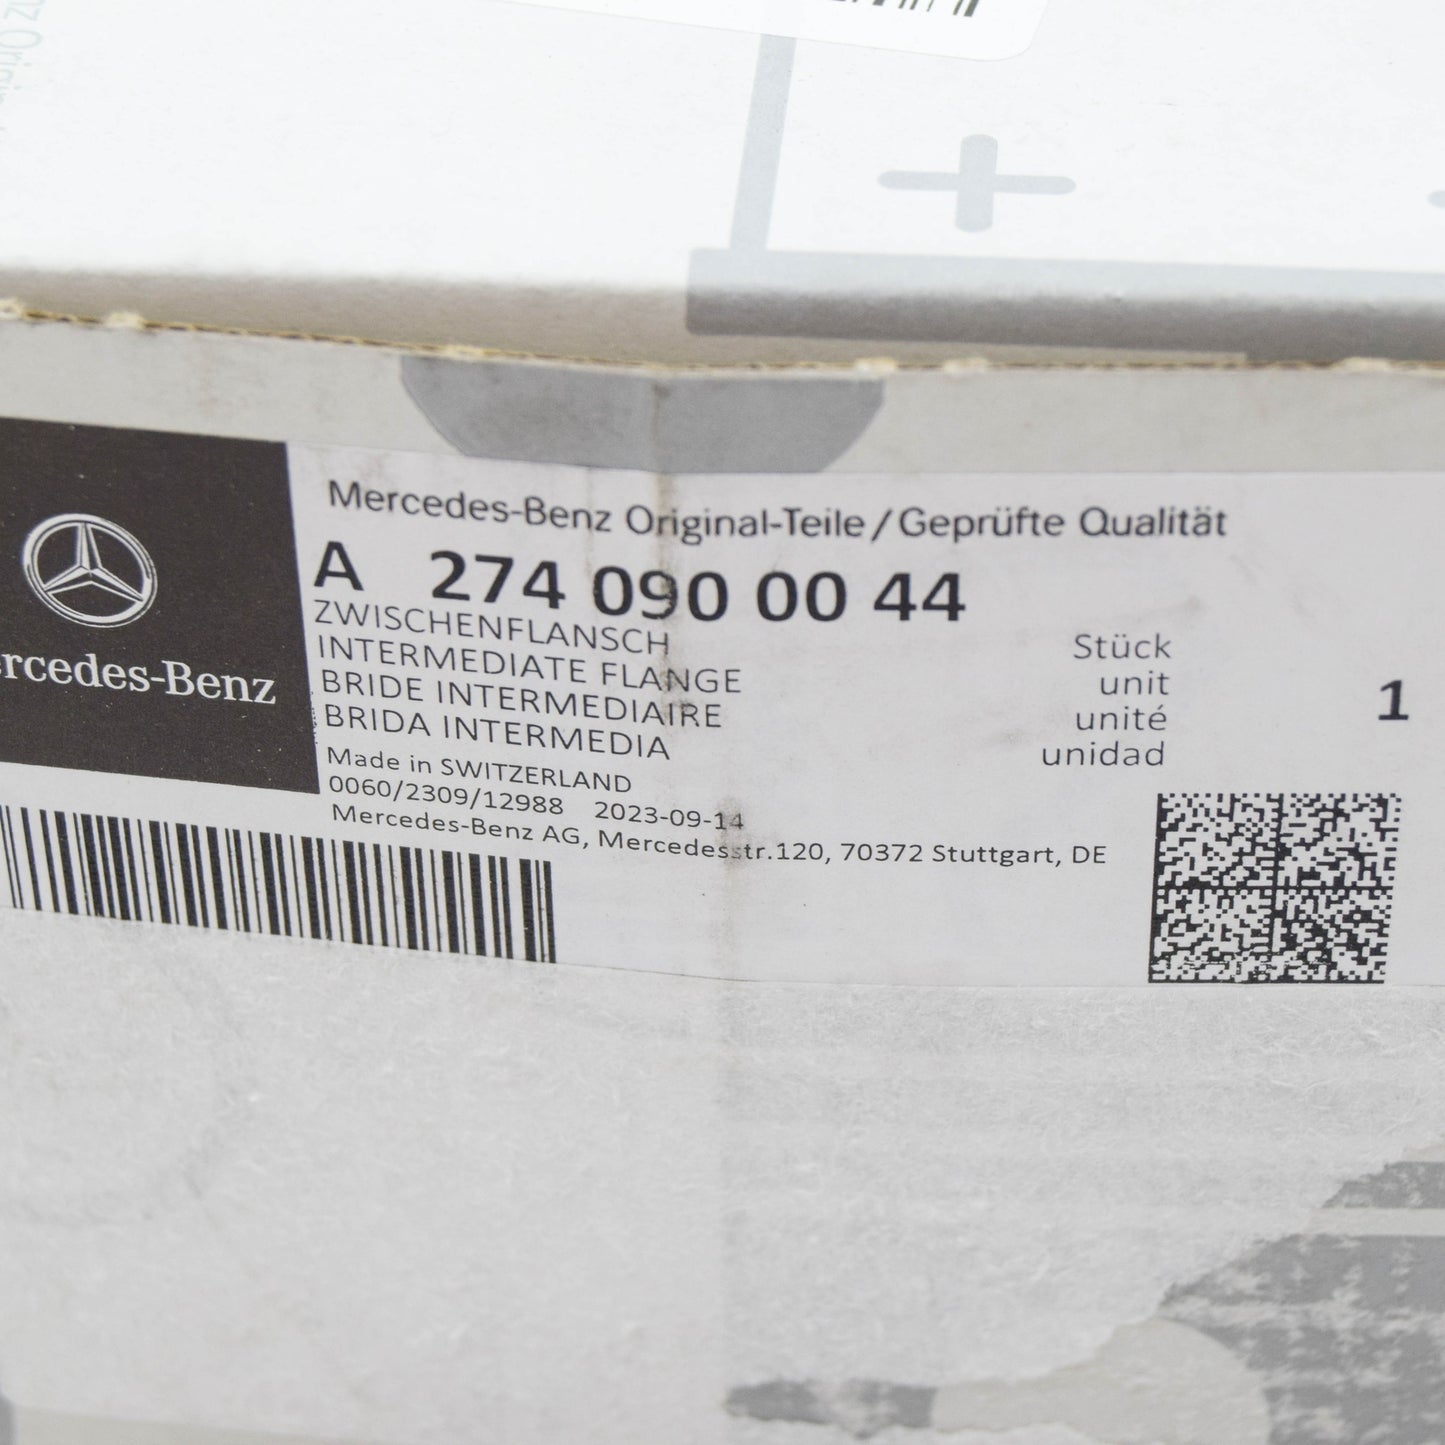 Mercedes-Benz Original-Teile/Geprüfte Qualität
A 274 090 00 44
ZWISCHENFLANSCH
INTERMEDIATE FLANGE
BRIDE INTERMEDIAIRE
BRIDA INTERMEDIA
Stück
unit
unité
unidad
1
Made in SWITZERLAND
0060/2309/12988 2023-09-14
Mercedes-Benz AG, Mercedesstr.120, 70372 Stuttgart, DE
ercedes-Benz